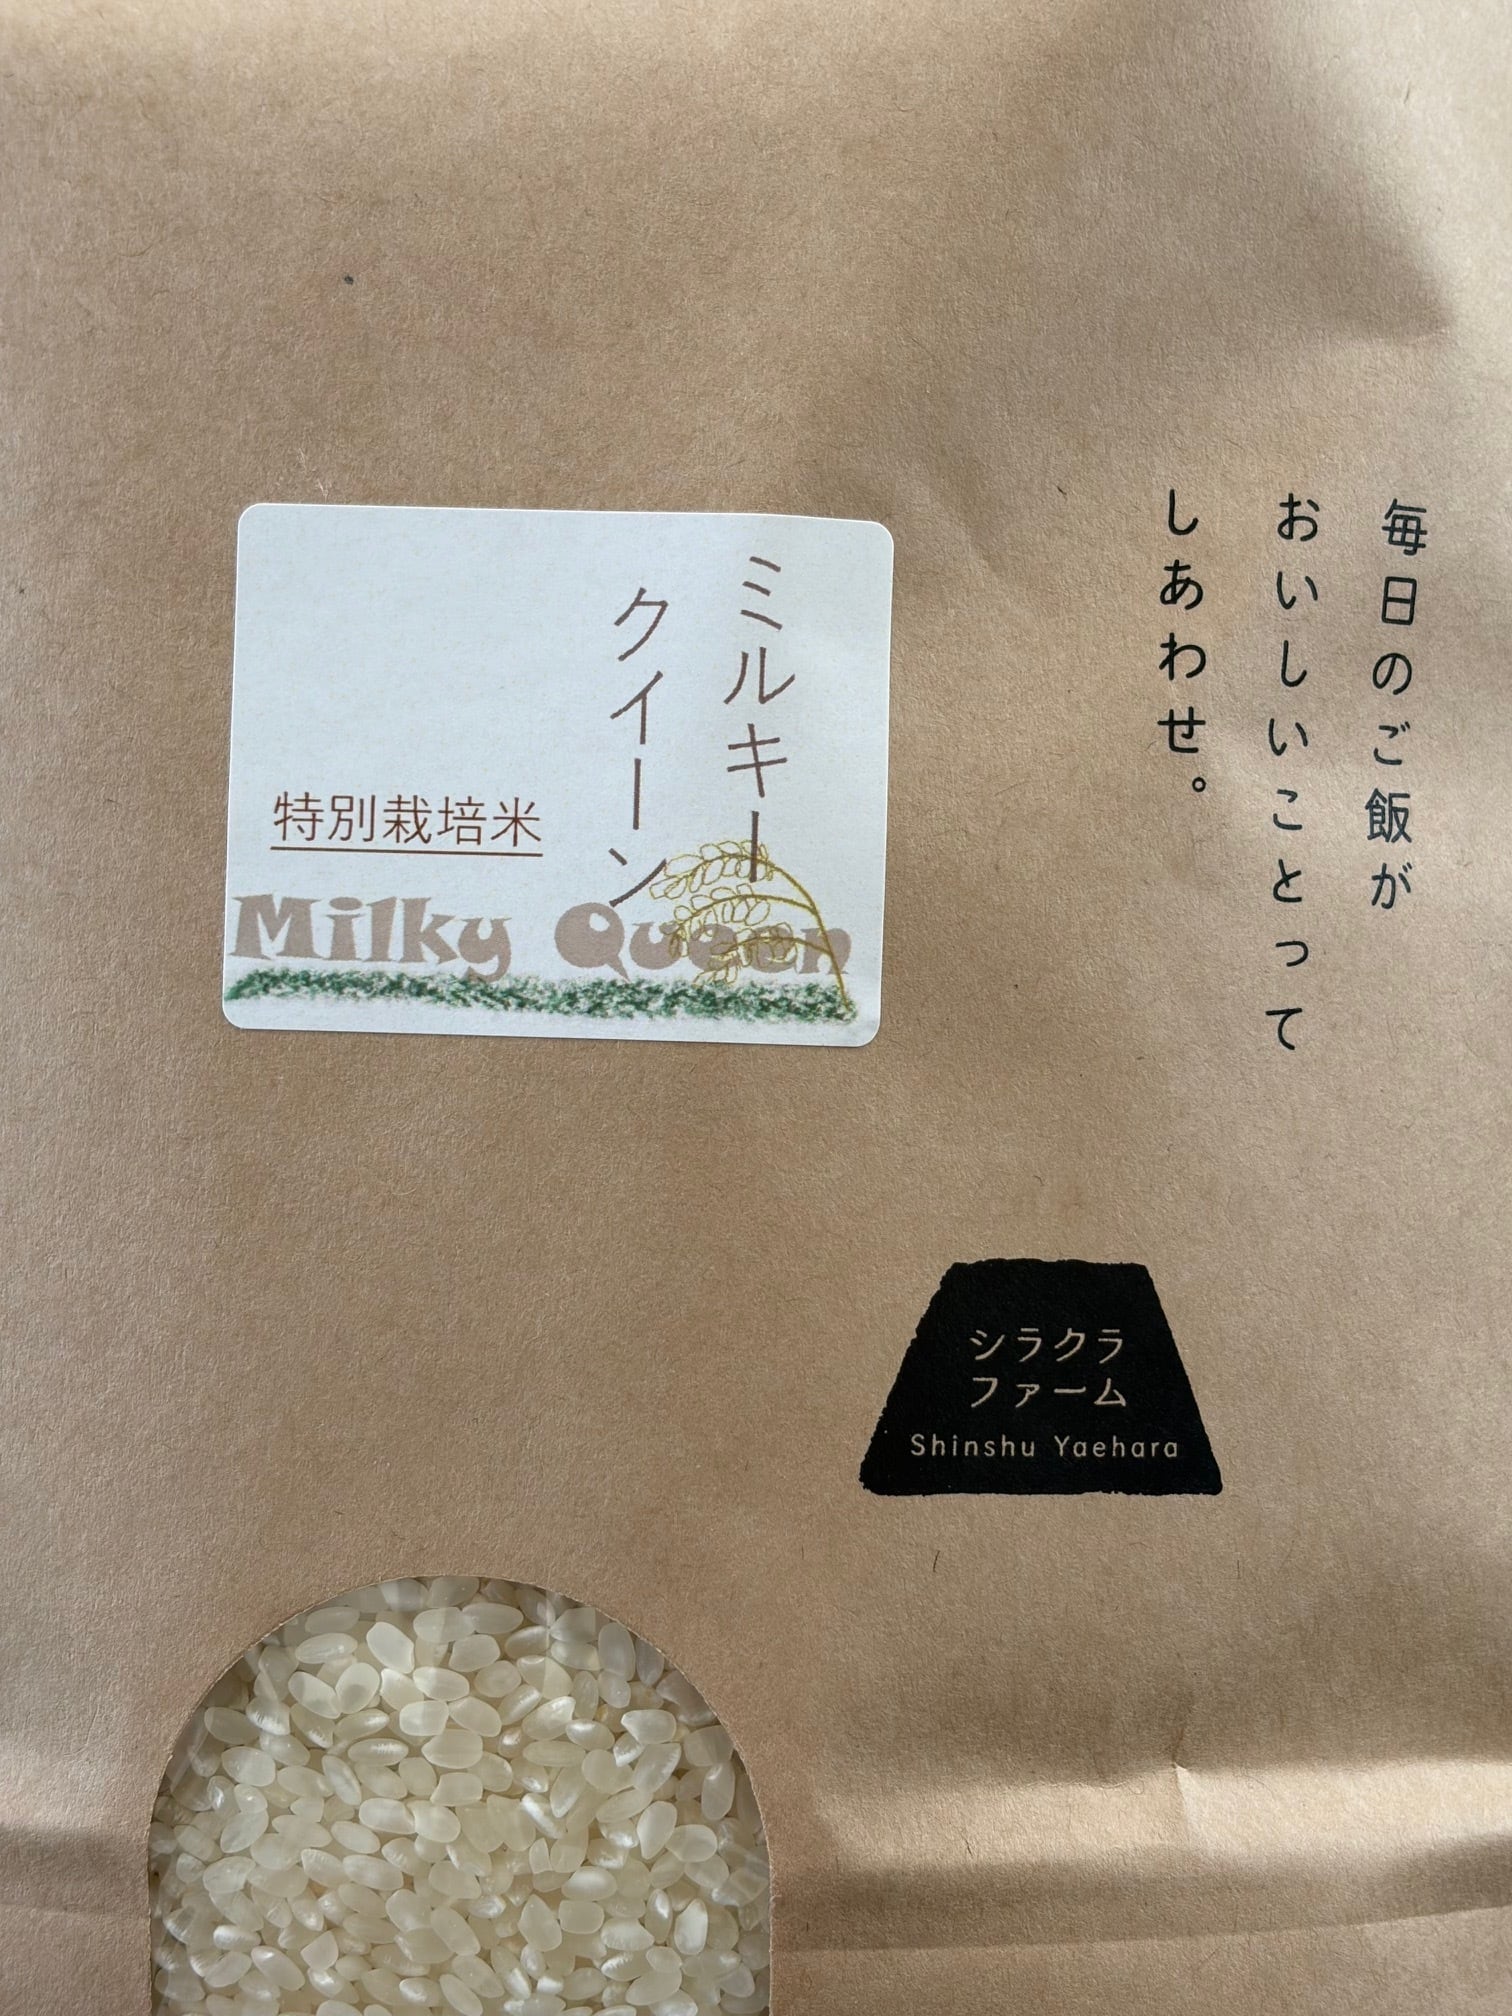 毎日のご飯が
おいしいことって
しあわせ。
ミルキー
クイーン
特別栽培米
Milky Queen
シラクラ
ファーム
Shinshu Yaehara